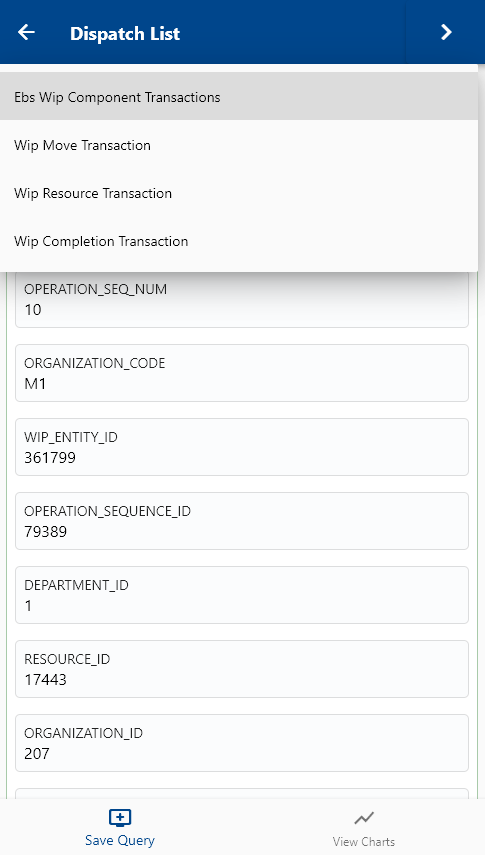 Dispatch List
Ebs Wip Component Transactions
Wip Move Transaction
Wip Resource Transaction
Wip Completion Transaction
OPERATION_SEQ_NUM
10
ORGANIZATION_CODE
M1
WIP_ENTITY_ID
361799
OPERATION_SEQUENCE_ID
79389
DEPARTMENT_ID
1
RESOURCE_ID
17443
ORGANIZATION_ID
207
Save Query
View Charts